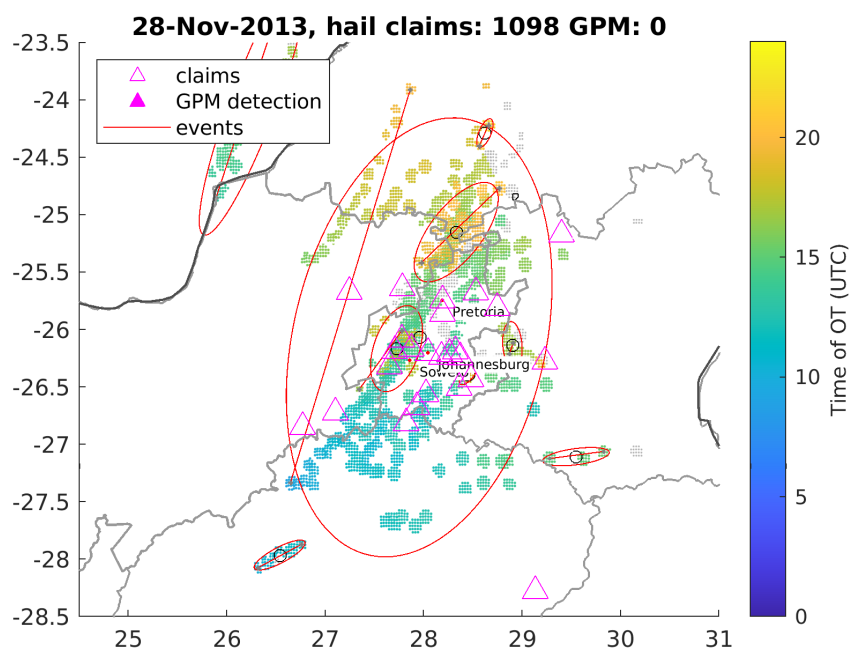 28-Nov-2013, hail claims: 1098 GPM: 0
claims
GPM detection
events
-23.5
-24
-24.5
-25
-25.5
-26
-26.5
-27
-27.5
-28
-28.5
25
26
27
28
29
30
31
Pretoria
Johannesburg
Soweto
20
15
10
5
0
Time of OT (UTC)